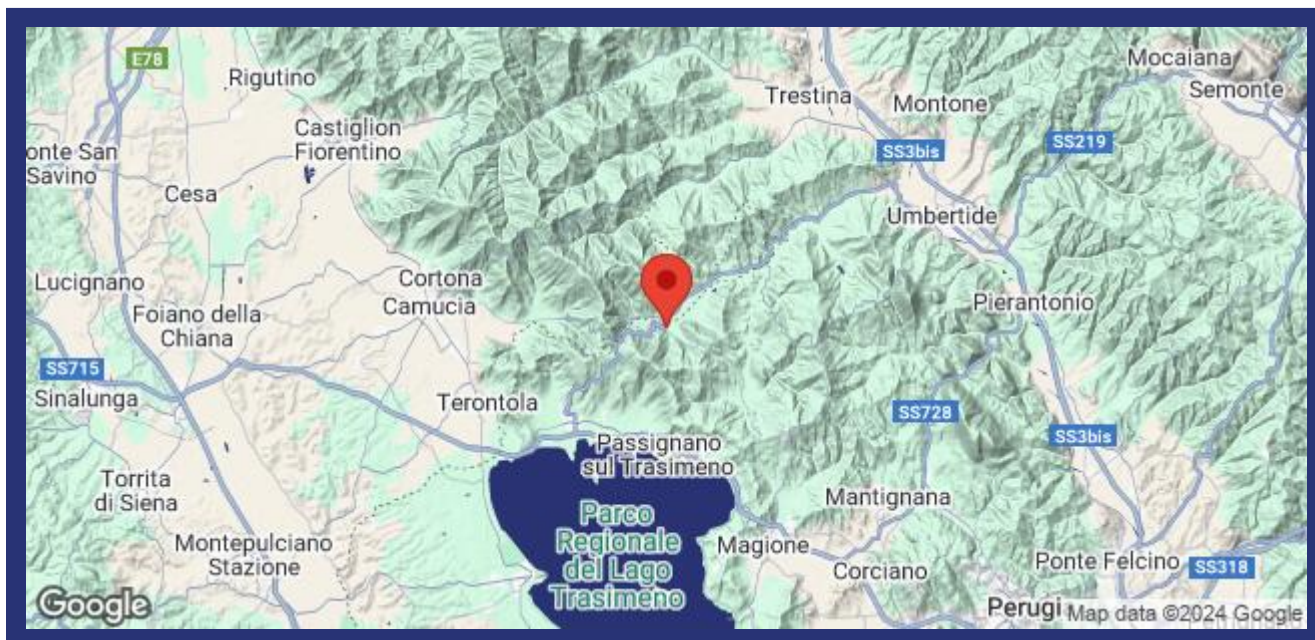 E78
Rigutino
Mocaiana
Semonte
Trestina
Montone
Castiglion
Fiorentino
SS219
SS3bis
onte San
Savino
Cesa
Umbertide
Cortona
Camucia
Lucignano
Foiano della
Chiana
Pierantonio
SS715
Sinalunga
Terontola
SS728
SS3bis
Passignano
sul Trasimeno
Torrita
di Siena
Mantignana
Parco
Regionale
del Lago
Trasimeno
Montepulciano
Stazione
Magione
Corciano
Ponte Felcino
SS318
Google
Perugi
Map data ©2024 Google